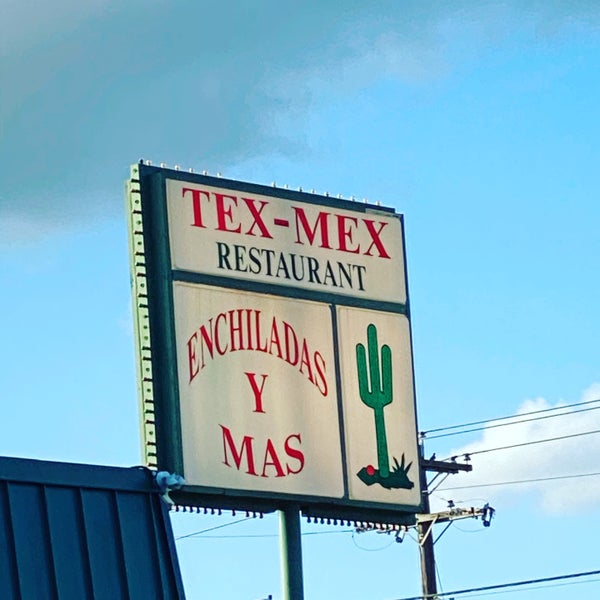 TEX-MEX
RESTAURANT
ENCHILADAS
Y
MAS